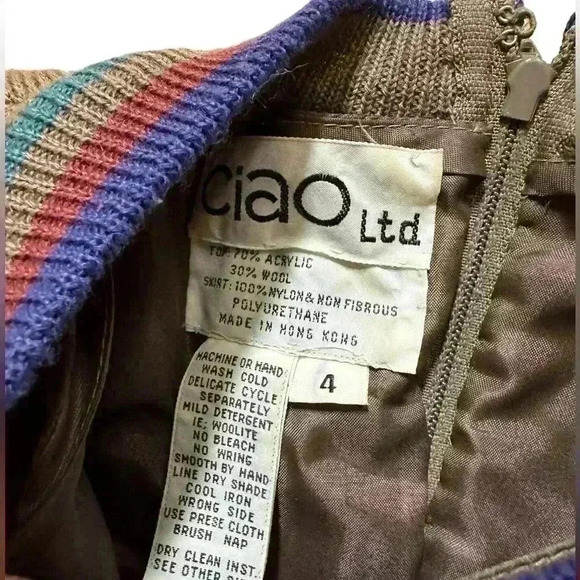 ciao
Ltd
TOP: 70% ACRYLIC
30% WOOL
SKIRT: 100% NYLON & NON FIBROUS
POLYURETHANE
MADE IN HONG KONG
4
MACHINE OR HAND
WASH COLD
DELICATE CYCLE
SEPARATELY
MILD DETERGENT
IE; WOOLITE
NO BLEACH
NO WRING
SMOOTH BY HAND
LINE DRY SHADE
COOL IRON
WRONG SIDE
USE PRESE CLOTH
BRUSH NAP
DRY CLEAN INST.
SEE OTHER